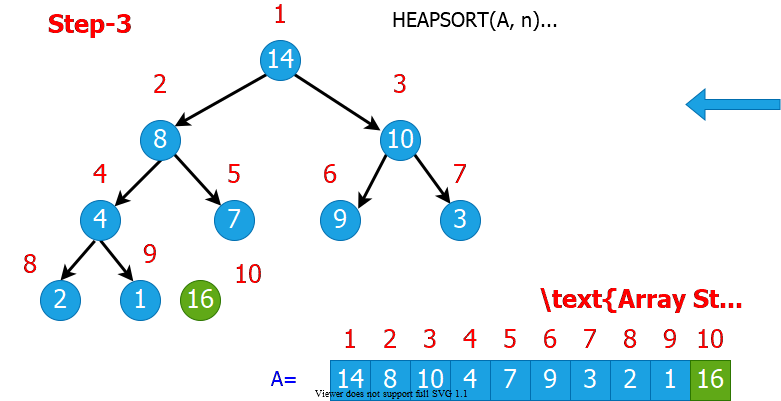 Step-3
1
HEAPSORT(A, n)...
14
2
3
8
10
4
5
6
7
4
7
9
3
8
9
10
2
1
16
\text{Array St...
1 2 3 4 5 6 7 8 9 10
A=
14 8 10 4 7 9 3 2 1 16
Viewer does not support full SVG 1.1